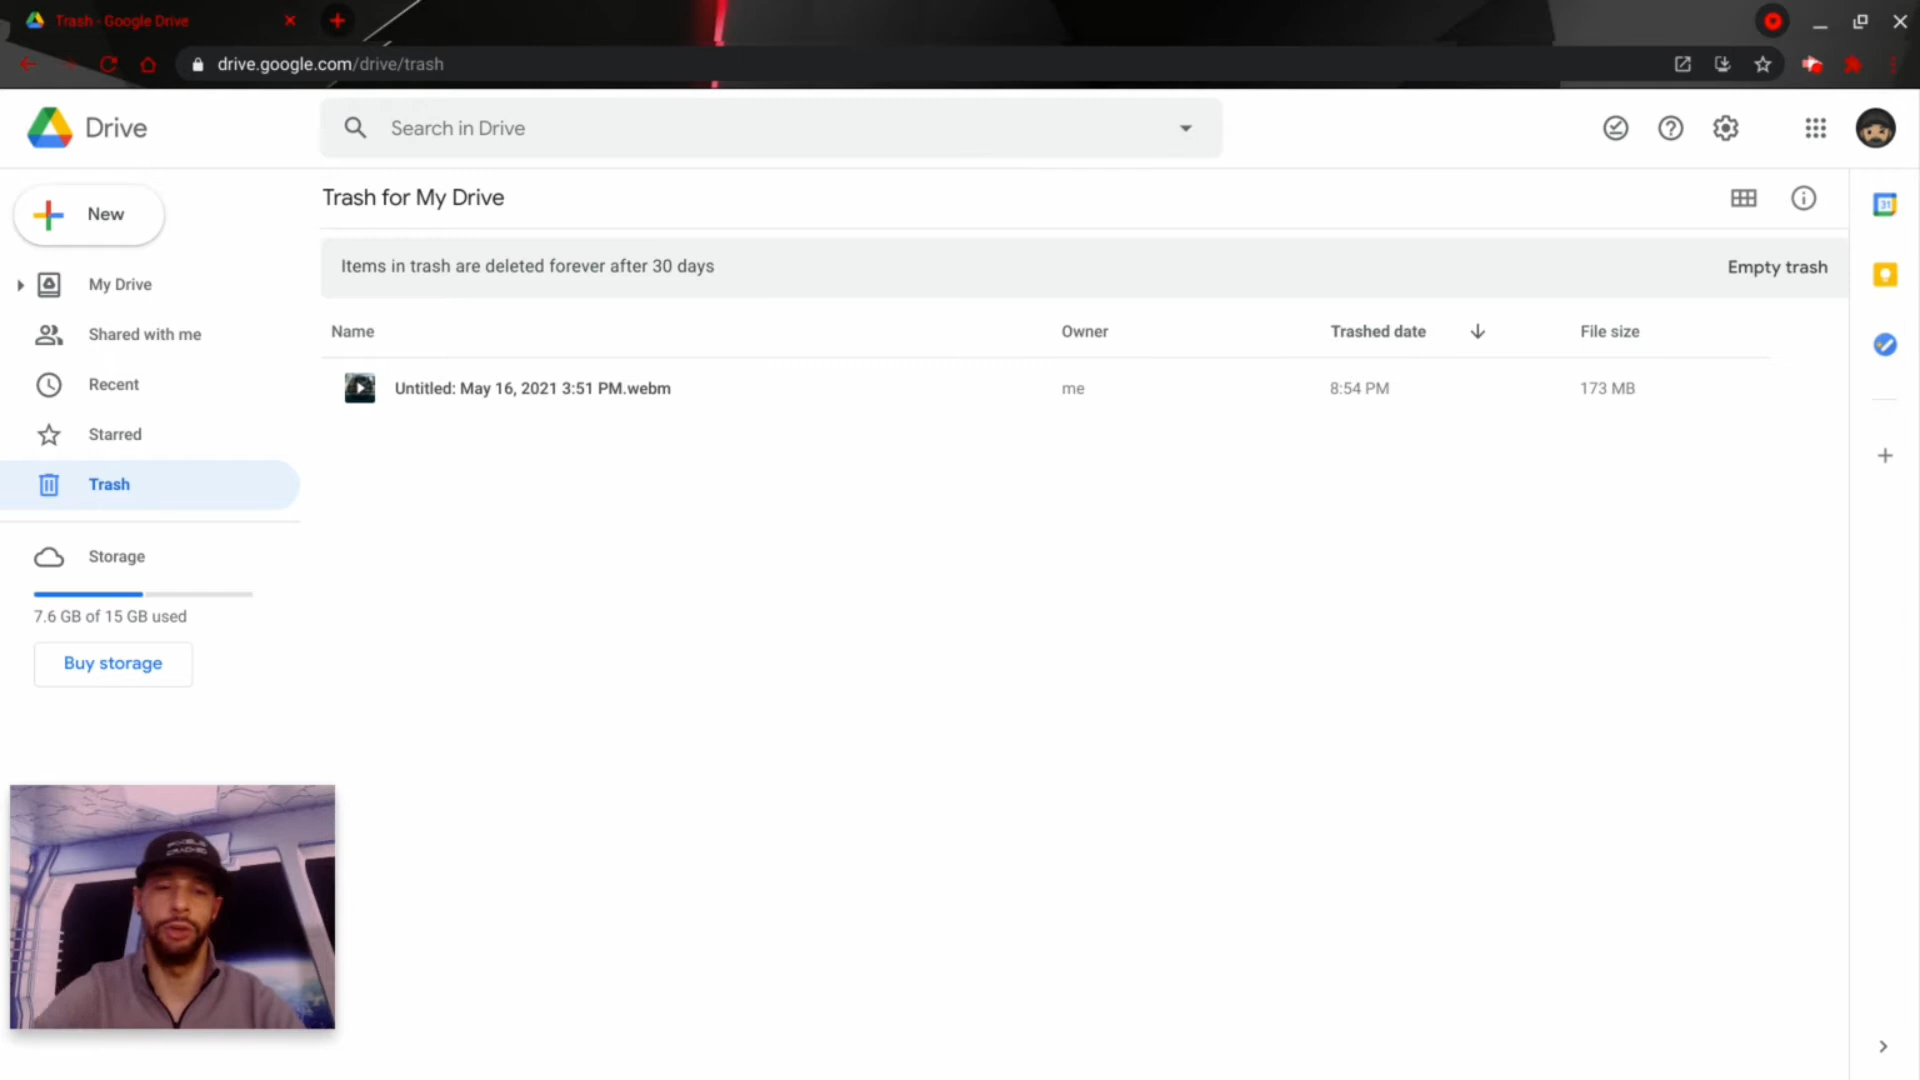 Trash - Google Drive
drive.google.com/drive/trash
Drive
Search in Drive
New
Trash for My Drive
Items in trash are deleted forever after 30 days
Empty trash
My Drive
Shared with me
Recent
Starred
Trash
Name
Owner
Trashed date
File size
Untitled: May 16, 2021 3:51 PM.webm
me
8:54 PM
173 MB
Storage
7.6 GB of 15 GB used
Buy storage
31
PIXELS
CRACKED